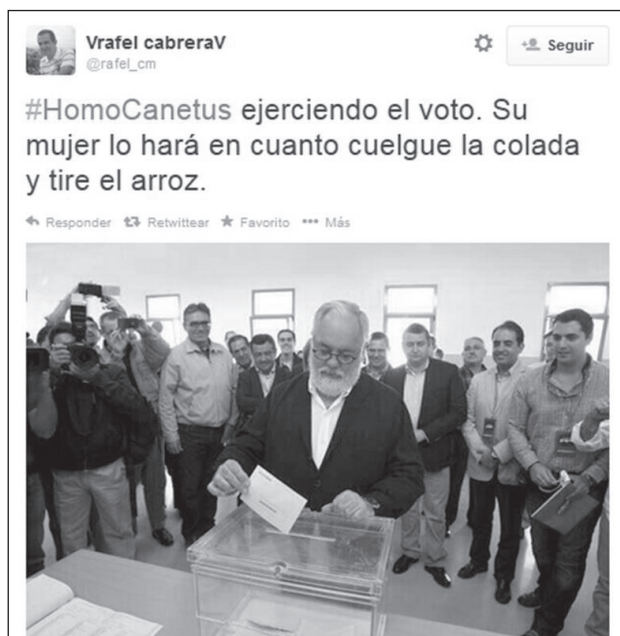 Vrafel cabreraV
@rafel_cm
Seguir
#HomoCanetus ejerciendo el voto. Su
mujer lo hará en cuanto cuelgue la colada
y tire el arroz.
Responder Retwittear Favorito Más